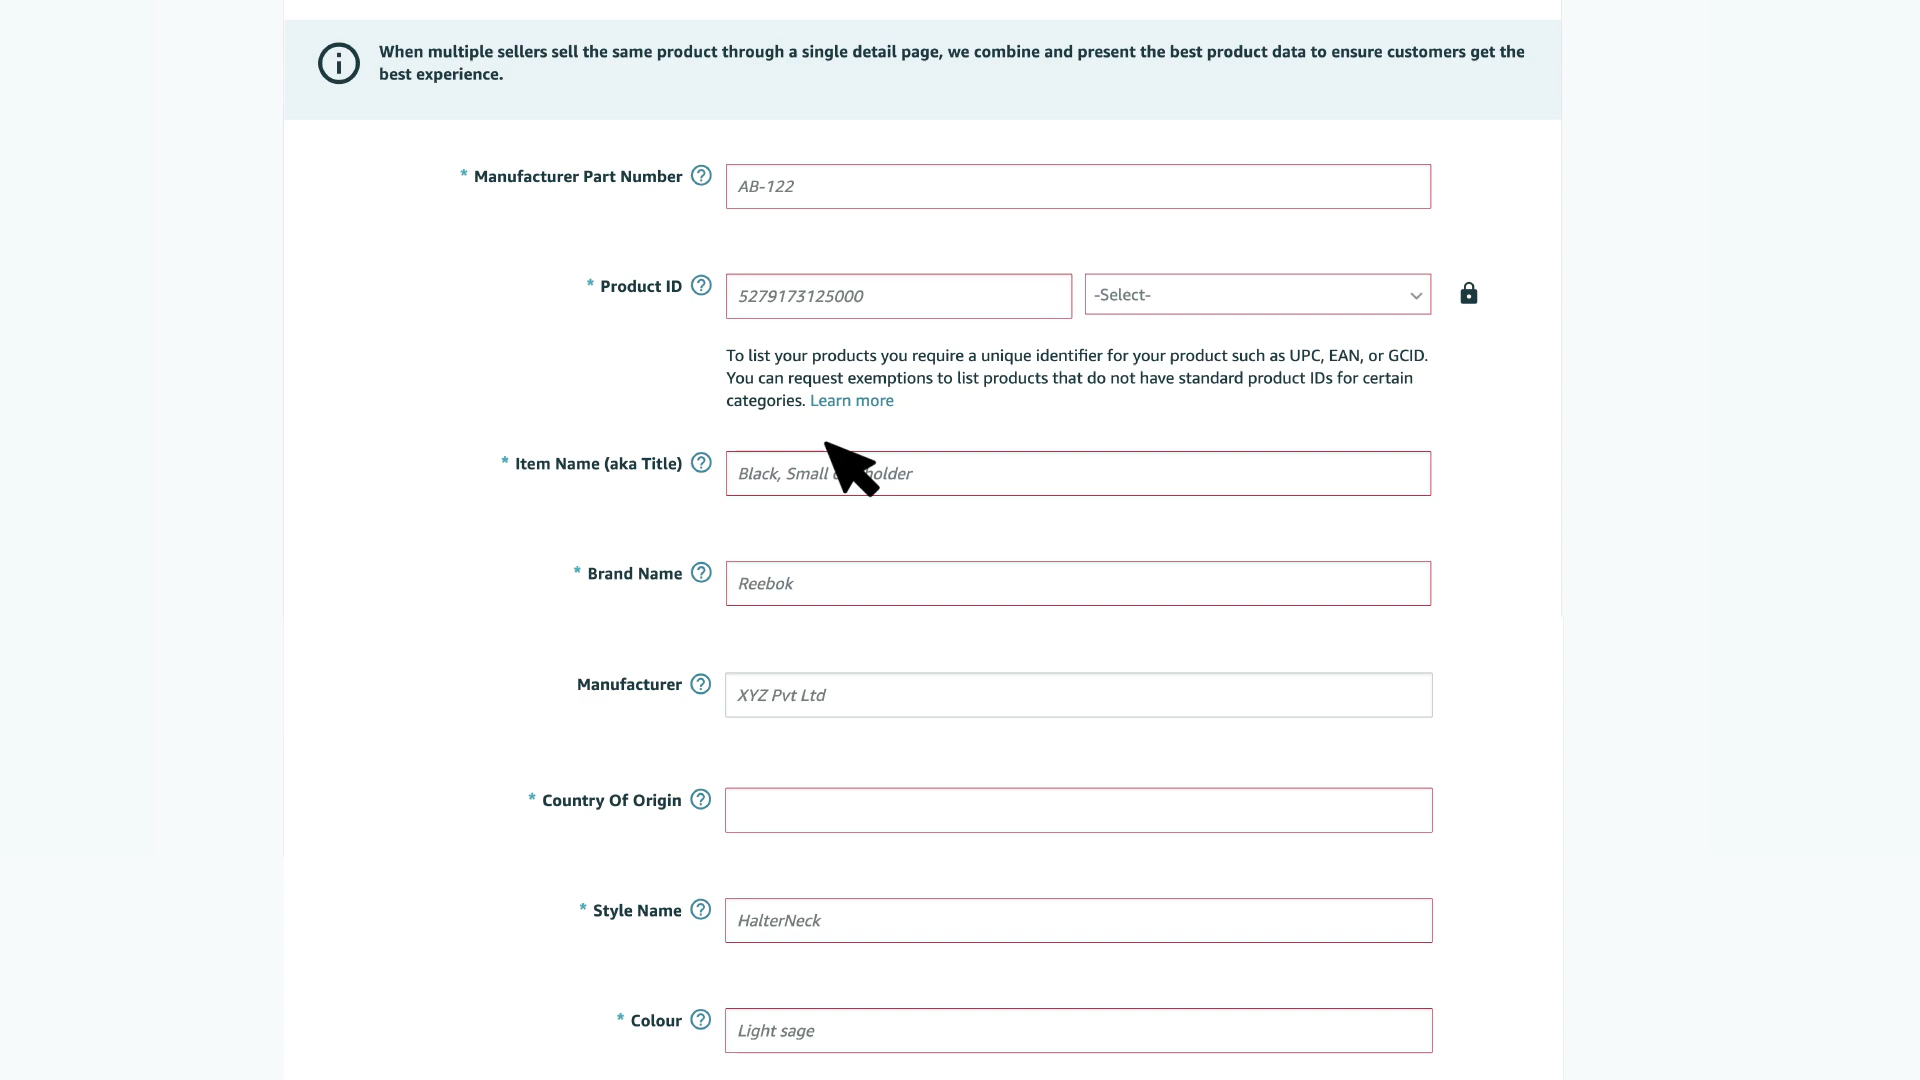 When multiple sellers sell the same product through a single detail page, we combine and present the best product data to ensure customers get the
best experience.
* Manufacturer Part Number
AB-122
* Product ID
5279173125000
-Select-
To list your products you require a unique identifier for your product such as UPC, EAN, or GCID.
You can request exemptions to list products that do not have standard product IDs for certain
categories. Learn more
* Item Name (aka Title)
Black, Small
* Brand Name
Reebok
Manufacturer
XYZ Pvt Ltd
* Country Of Origin
* Style Name
HalterNeck
* Colour
Light sage